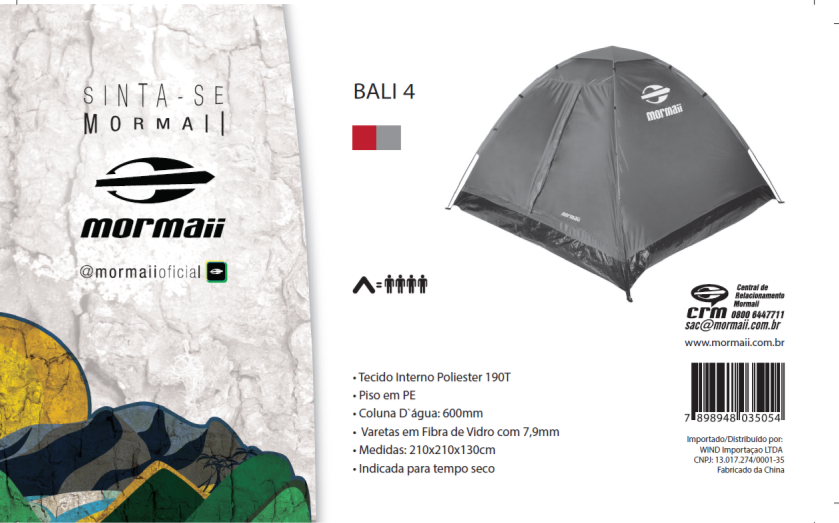 SINTA-SE
MORMAII
mormaii
@mormaiioficial
BALI 4
mormaii
mormaii
Central de
Relacionamento
Mormaii
crm 0800 6447711
sac@mormaii.com.br
www.mormaii.com.br
• Tecido Interno Poliester 190T
• Piso em PE
• Coluna D`água: 600mm
• Varetas em Fibra de Vidro com 7,9mm
• Medidas: 210x210x130cm
• Indicada para tempo seco
7 898948 035054
Importado/Distribuído por:
WIND Importaçao LTDA
CNPJ: 13.017.274/0001-35
Fabricado da China